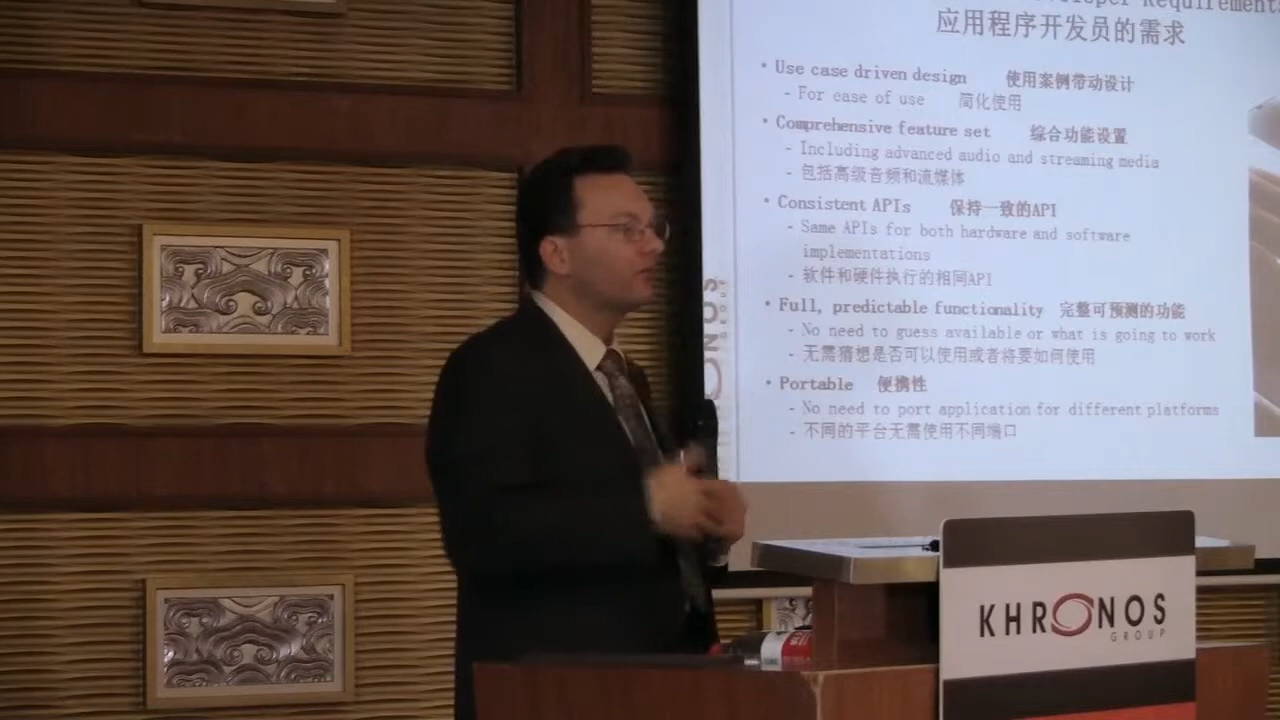 Requirements
应用程序开发员的需求
• Use case driven design 使用案例带动设计
- For ease of use 简化使用
• Comprehensive feature set 综合功能设置
- Including advanced audio and streaming media
- 包括高级音频和流媒体
• Consistent APIs 保持一致的API
- Same APIs for both hardware and software
implementations
- 软件和硬件执行的相同API
• Full, predictable functionality 完整可预测的功能
- No need to guess available or what is going to work
- 无需猜想是否可以使用或者将要如何使用
• Portable 便携性
- No need to port application for different platforms
- 不同的平台无需使用不同端口
KHRONOS
GROUP